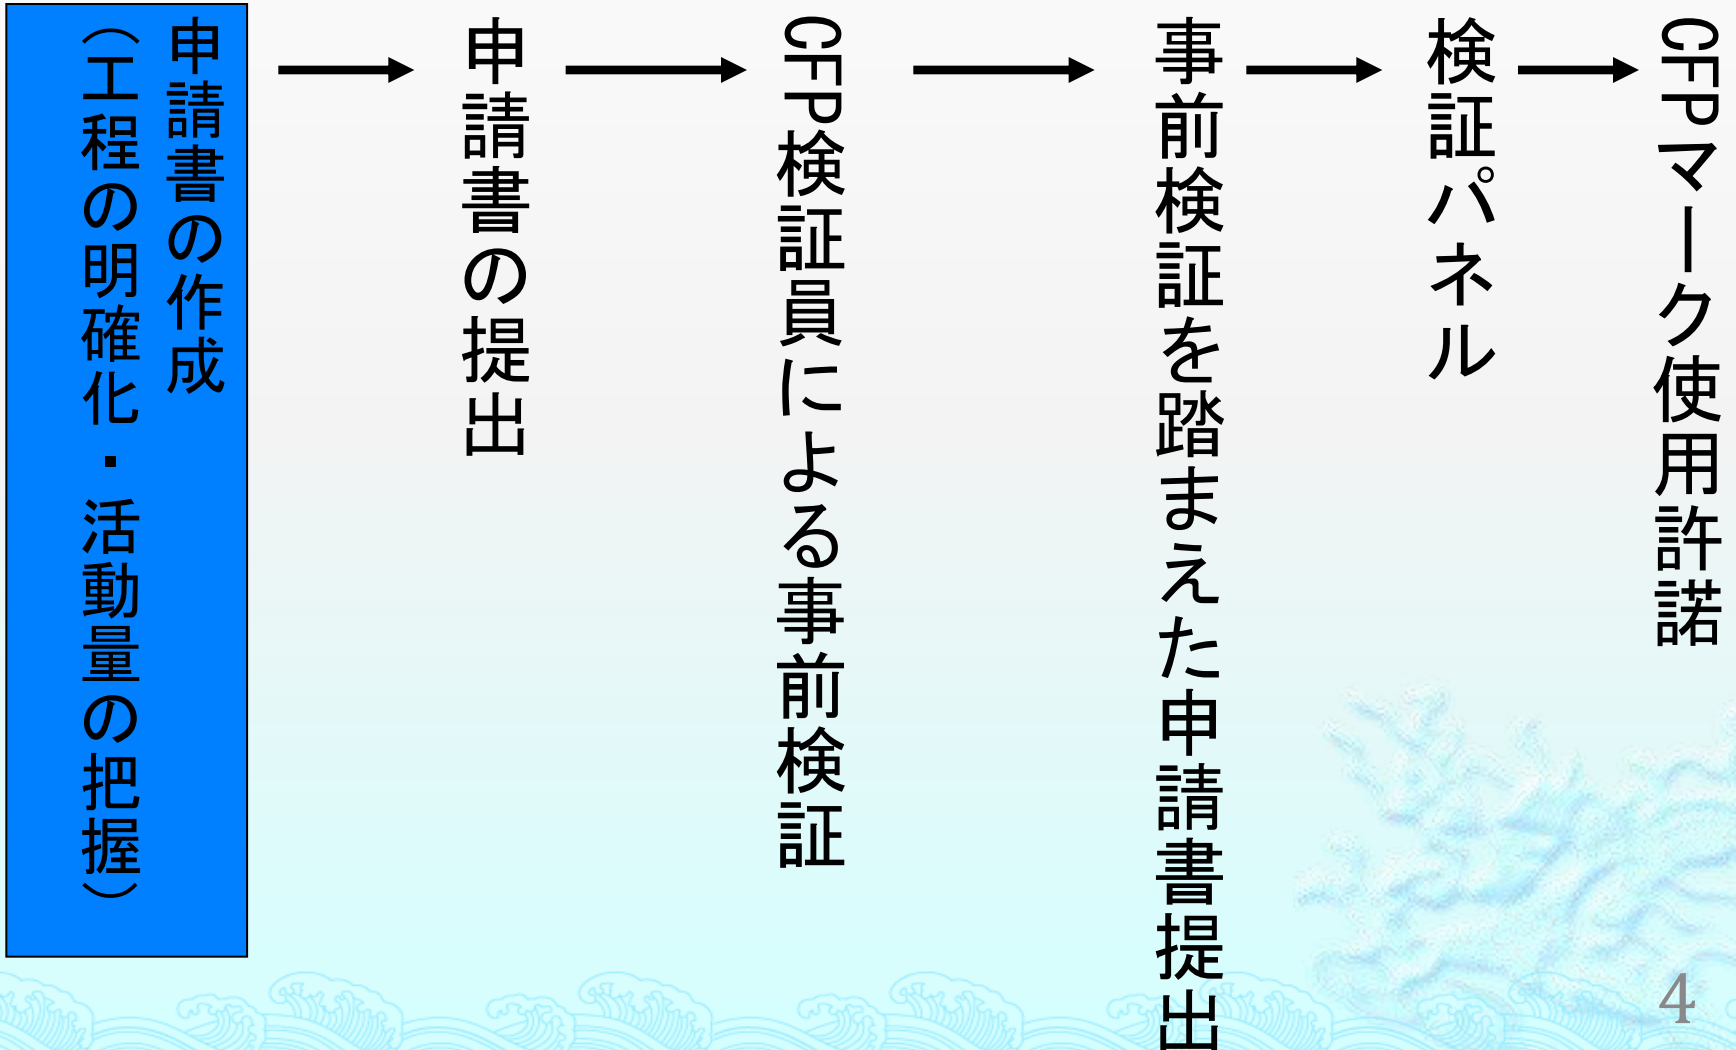 申請書の作成
（工程の明確化・活動量の把握）
申請書の提出
CFP検証員による事前検証
事前検証を踏まえた申請書提出
検証パネル
CFPマーク使用許諾
4